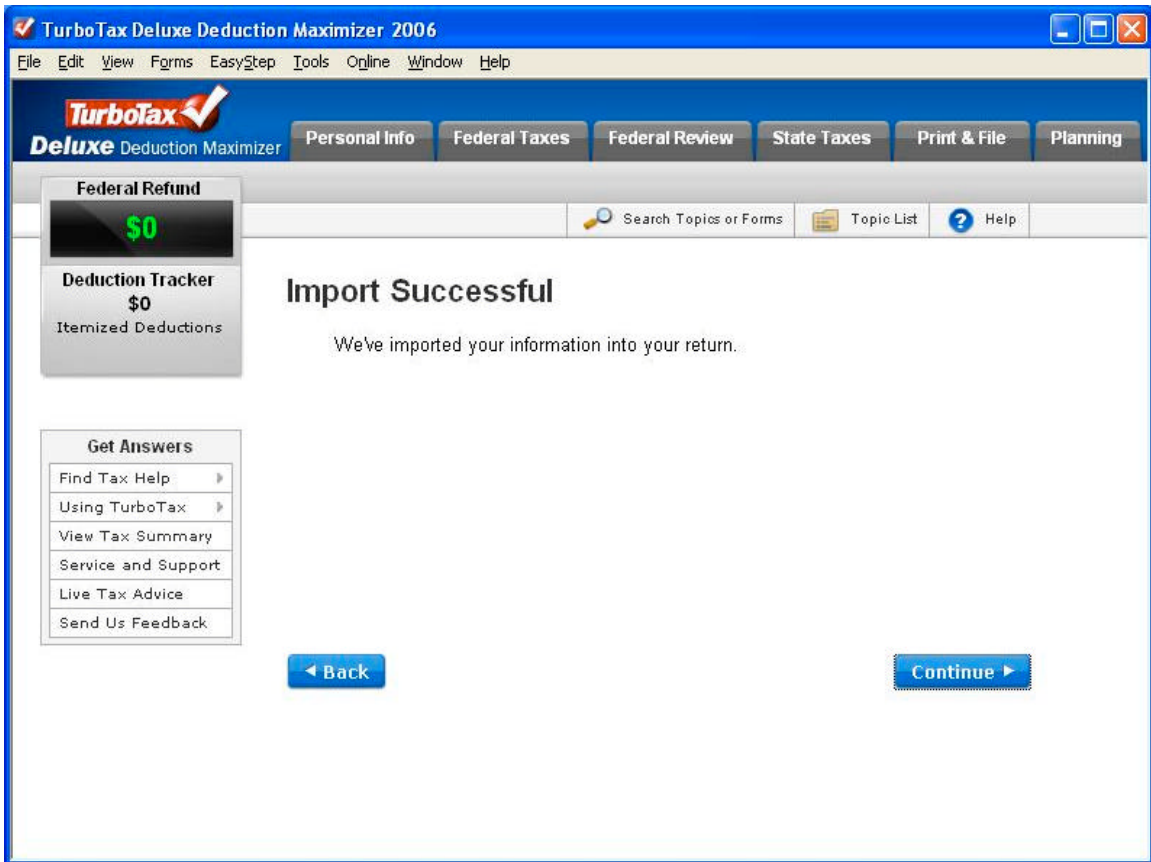 TurboTax Deluxe Deduction Maximizer 2006
File Edit View Forms EasyStep Tools Online Window Help
TurboTax
Deluxe Deduction Maximizer
Personal Info Federal Taxes Federal Review State Taxes Print & File Planning
Federal Refund
$0
Search Topics or Forms Topic List ? Help
Deduction Tracker
$0
Itemized Deductions
Import Successful
We've imported your information into your return.
Get Answers
Find Tax Help
Using TurboTax
View Tax Summary
Service and Support
Live Tax Advice
Send Us Feedback
Back Continue